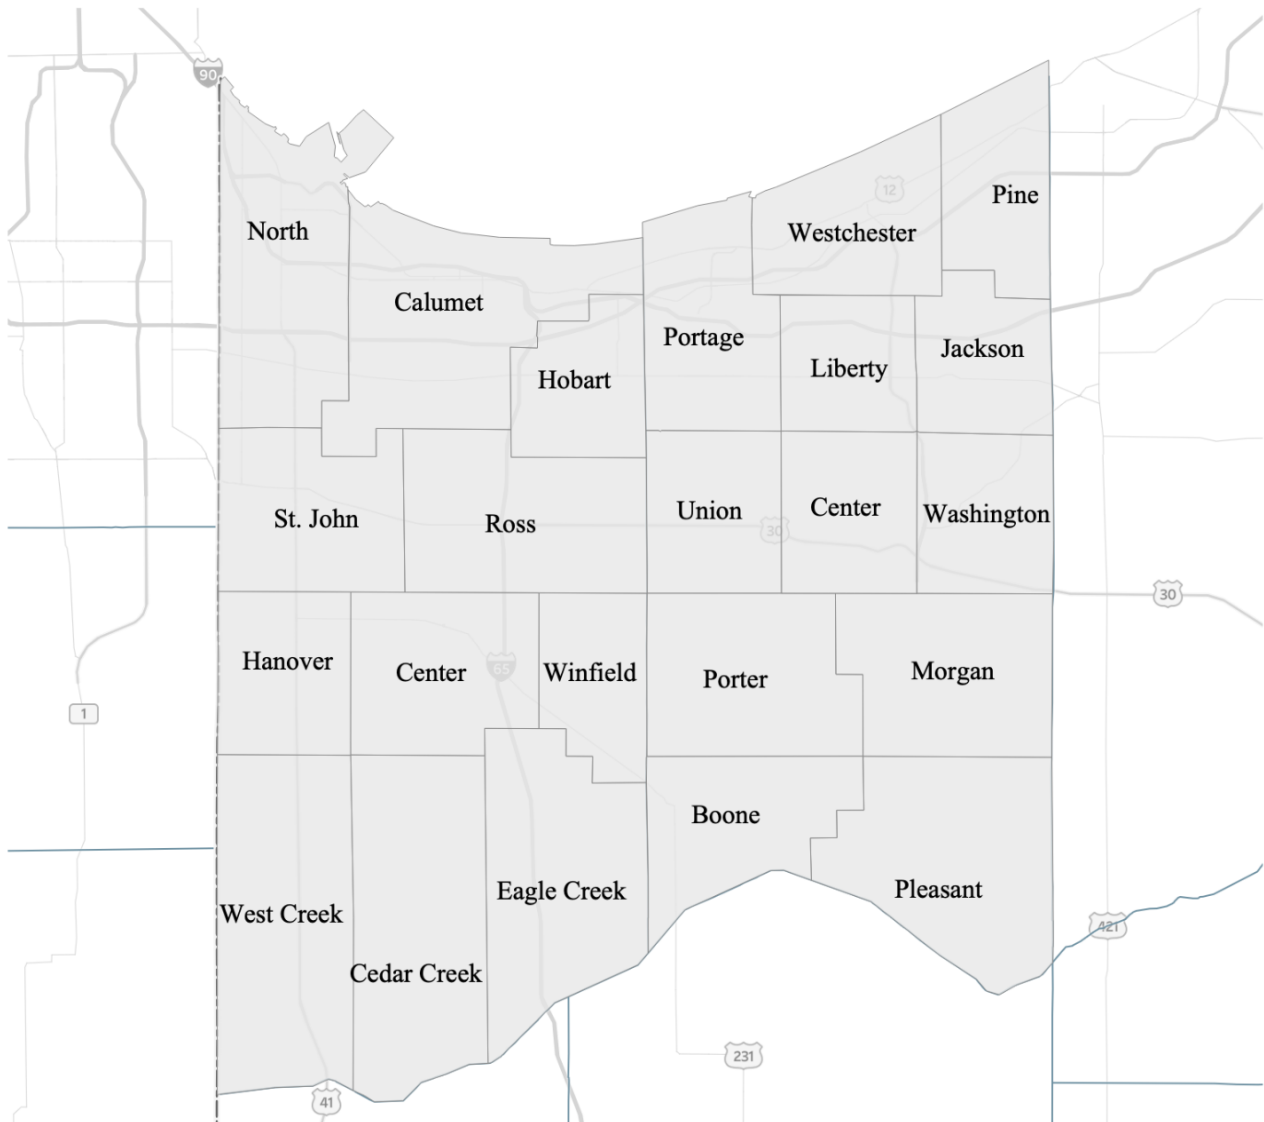 90
Pine
12
North
Westchester
Calumet
Portage
Jackson
Liberty
Hobart
Center
Union
Washington
St. John
Ross
30
30
Hanover
65
Center
Winfield
Morgan
Porter
1
Boone
Pleasant
Eagle Creek
West Creek
421
Cedar Creek
231
41